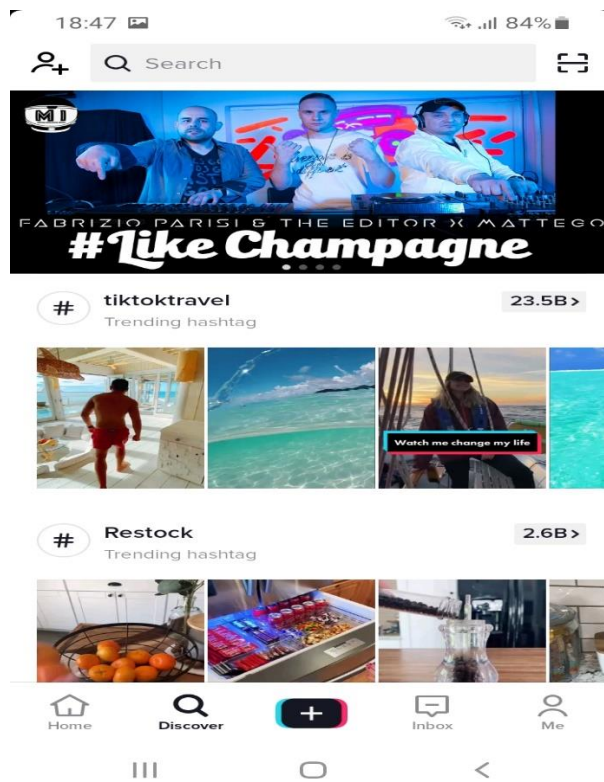 18:47 84%
Search
MI
FABRIZIO PARISI & THE EDITOR X MATTEGO
#Like Champagne
# tiktoktravel 23.5B>
Trending hashtag
Watch me change my life
# Restock 2.6B>
Trending hashtag
Home Discover Inbox Me